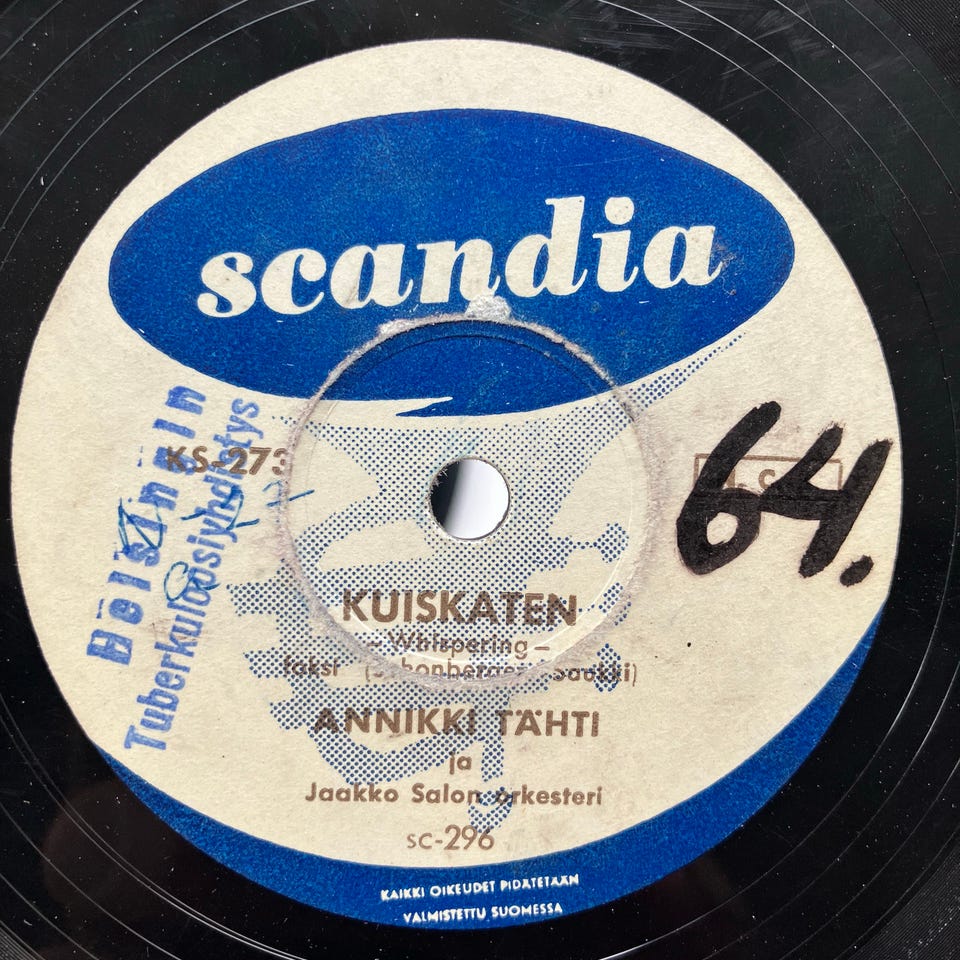 scandia
KS-273
Helsingin
Tuberkuloosiyhdistys
64.
KUISKATEN
- Whispering -
ANNIKKI TÄHTI
ja
Jaakko Salon orkesteri
SC-296
KAIKKI OIKEUDET PIDÄTETÄÄN
VALMISTETTU SUOMESSA